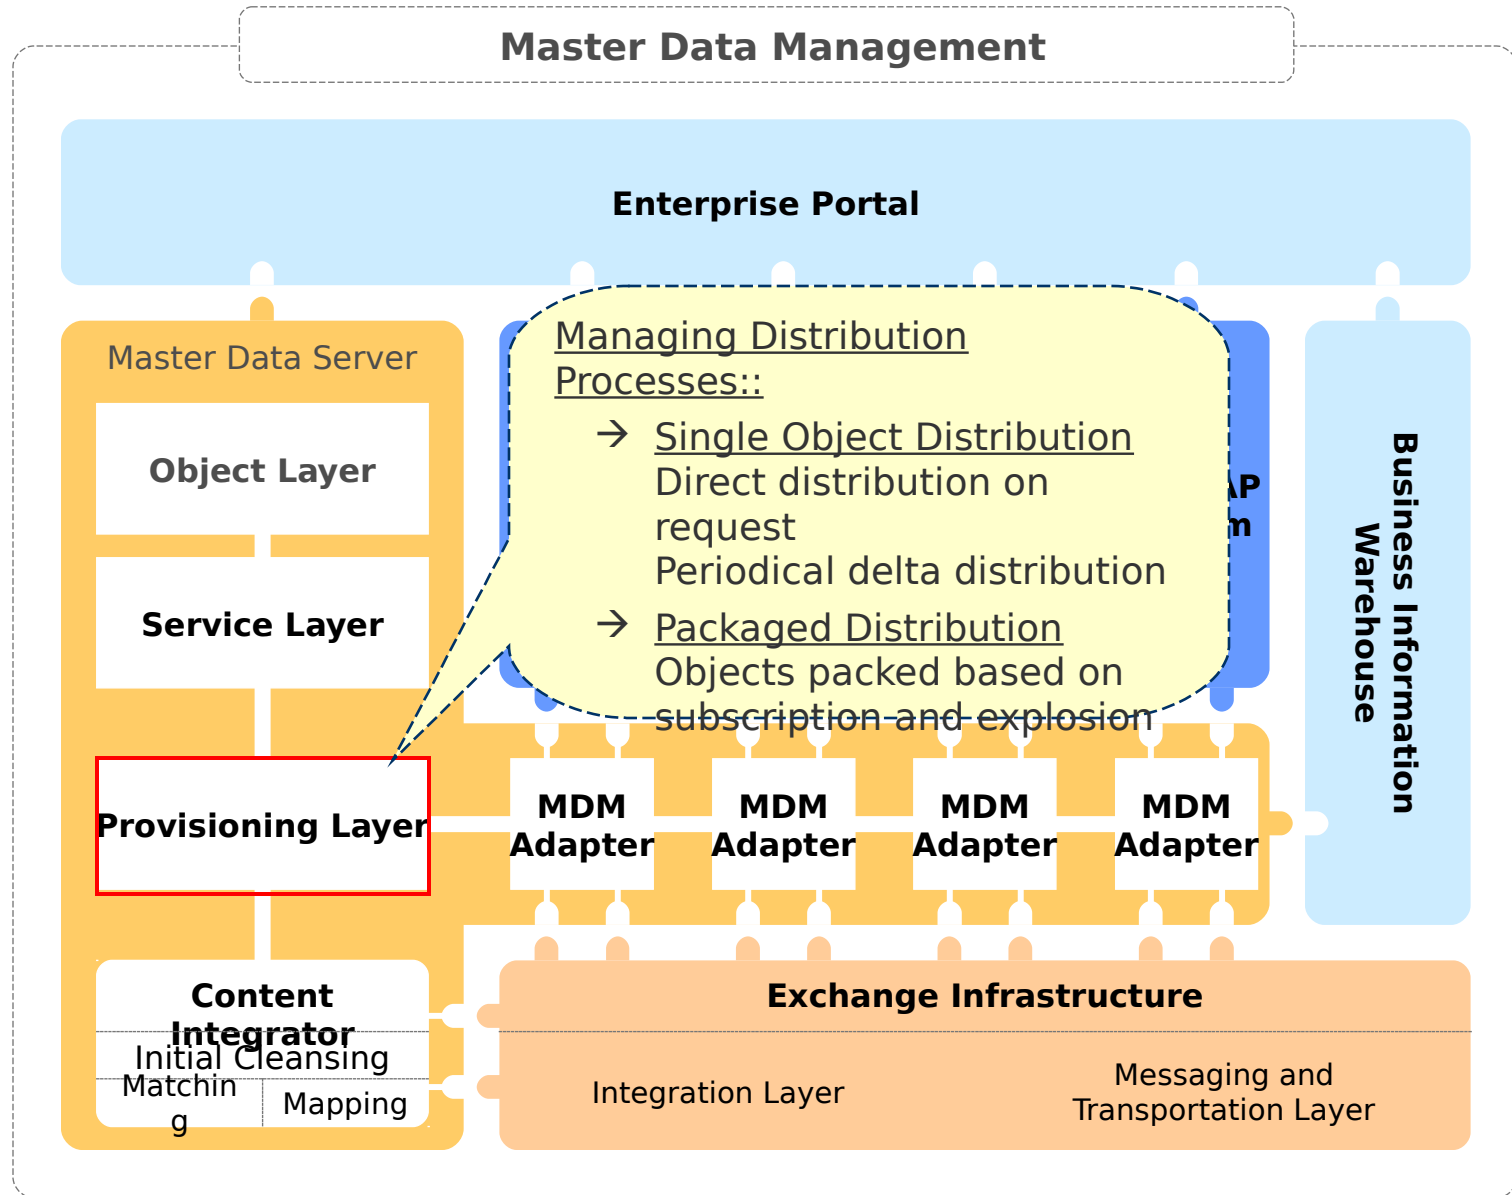 Master Data Management
Enterprise Portal
Master Data Server
Object Layer
Service Layer
Provisioning Layer
Managing Distribution
Processes::
→ Single Object Distribution
Direct distribution on
request
Periodical delta distribution
→ Packaged Distribution
Objects packed based on
subscription and explosion
AP
m
Business Information
Warehouse
MDM
Adapter
MDM
Adapter
MDM
Adapter
MDM
Adapter
Content
Integrator
Initial Cleansing
Matchin
g
Mapping
Exchange Infrastructure
Integration Layer
Messaging and
Transportation Layer